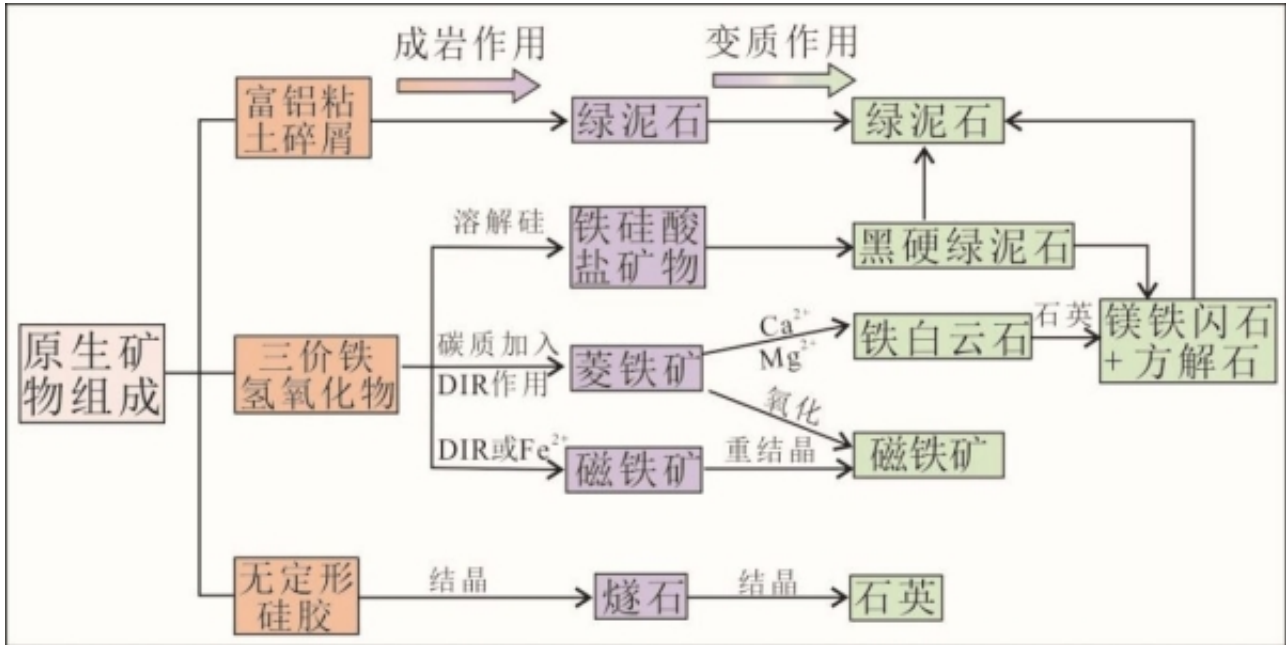 成岩作用
变质作用
富铝粘
土碎屑
绿泥石
绿泥石
溶解硅
铁硅酸
盐矿物
黑硬绿泥石
原生矿
物组成
三价铁
氢氧化物
碳质加入
DIR作用
菱铁矿
Ca²⁺
Mg²⁺
铁白云石
石英
镁铁闪石
+方解石
氧化
DIR或Fe²⁺
磁铁矿
重结晶
磁铁矿
无定形
硅胶
结晶
燧石
结晶
石英